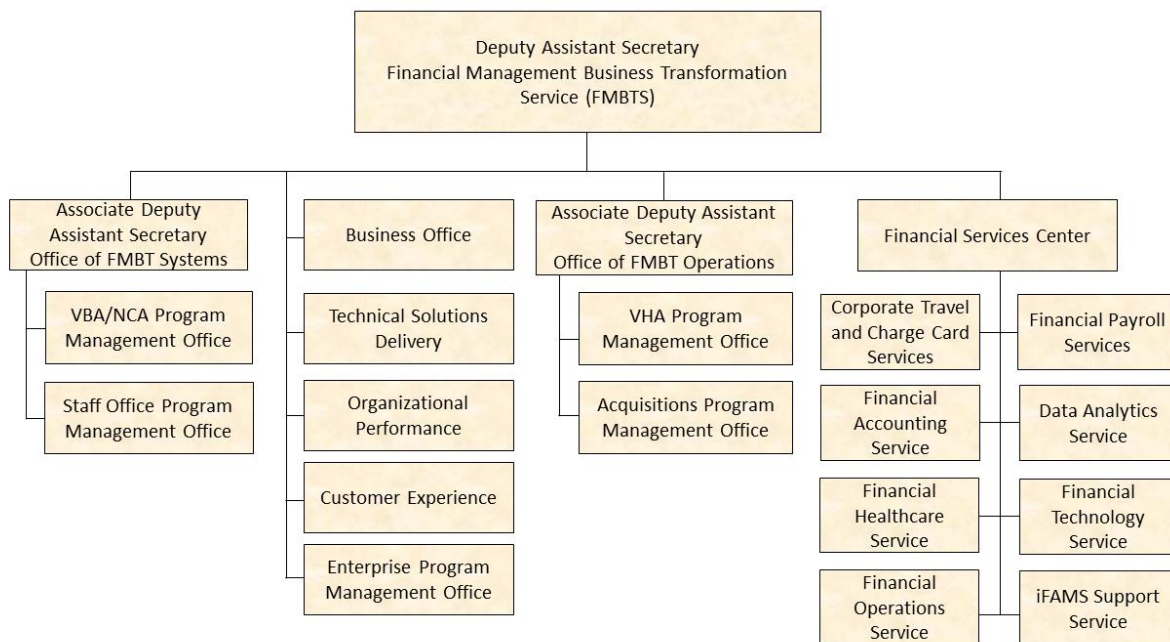 Deputy Assistant Secretary
Financial Management Business Transformation
Service (FMBTS)
Associate Deputy
Assistant Secretary
Office of FMBT Systems
VBA/NCA Program
Management Office
Staff Office Program
Management Office
Business Office
Technical Solutions
Delivery
Organizational
Performance
Customer Experience
Enterprise Program
Management Office
Associate Deputy Assistant
Secretary
Office of FMBT Operations
VHA Program
Management Office
Acquisitions Program
Management Office
Financial Services Center
Corporate Travel
and Charge Card
Services
Financial Payroll
Services
Financial
Accounting
Service
Data Analytics
Service
Financial
Healthcare
Service
Financial
Technology
Service
Financial
Operations
Service
iFAMS Support
Service